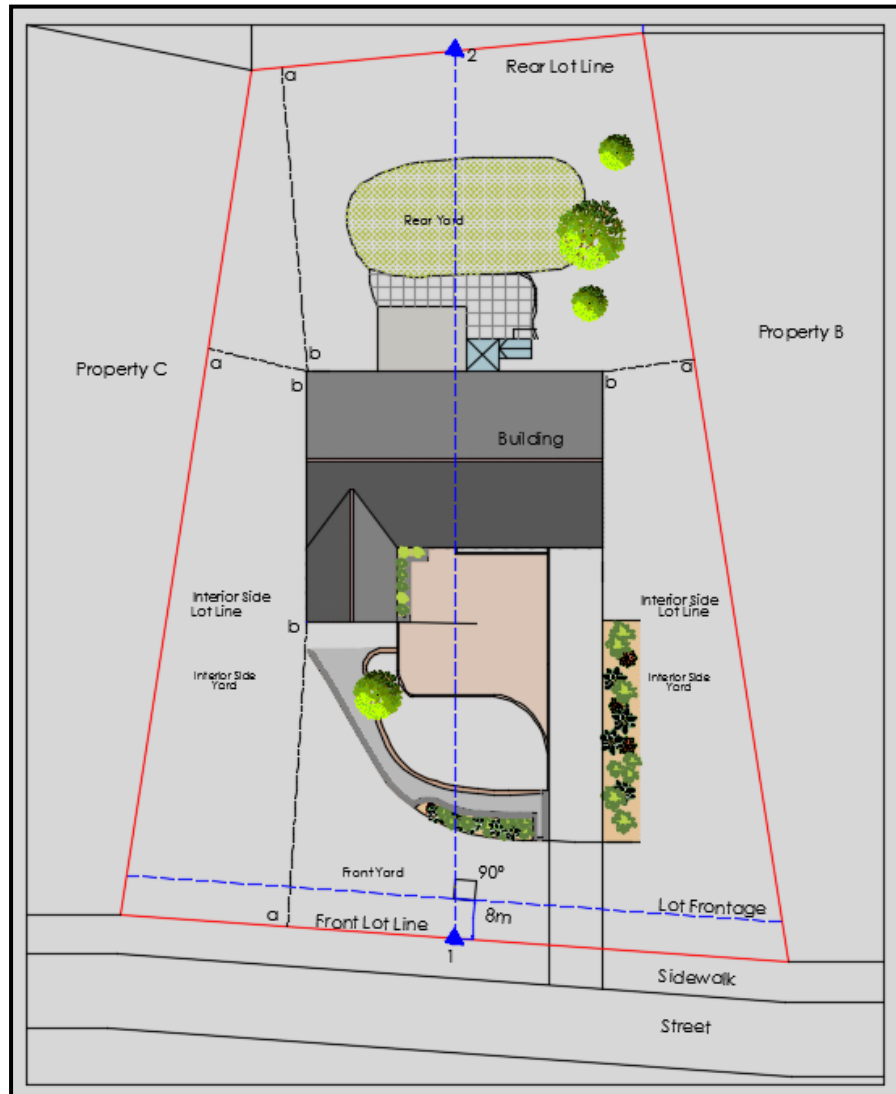 2
a
Rear Lot Line
Rear Yard
Property B
b
a
Property C
b
b
a
Building
Interior Side
Lot Line
Interior Side
Lot Line
b
Interior Side
Yard
Interior Side
Yard
Front Yard
90°
Lot Frontage
a
Front Lot Line
8m
1
Sidewalk
Street